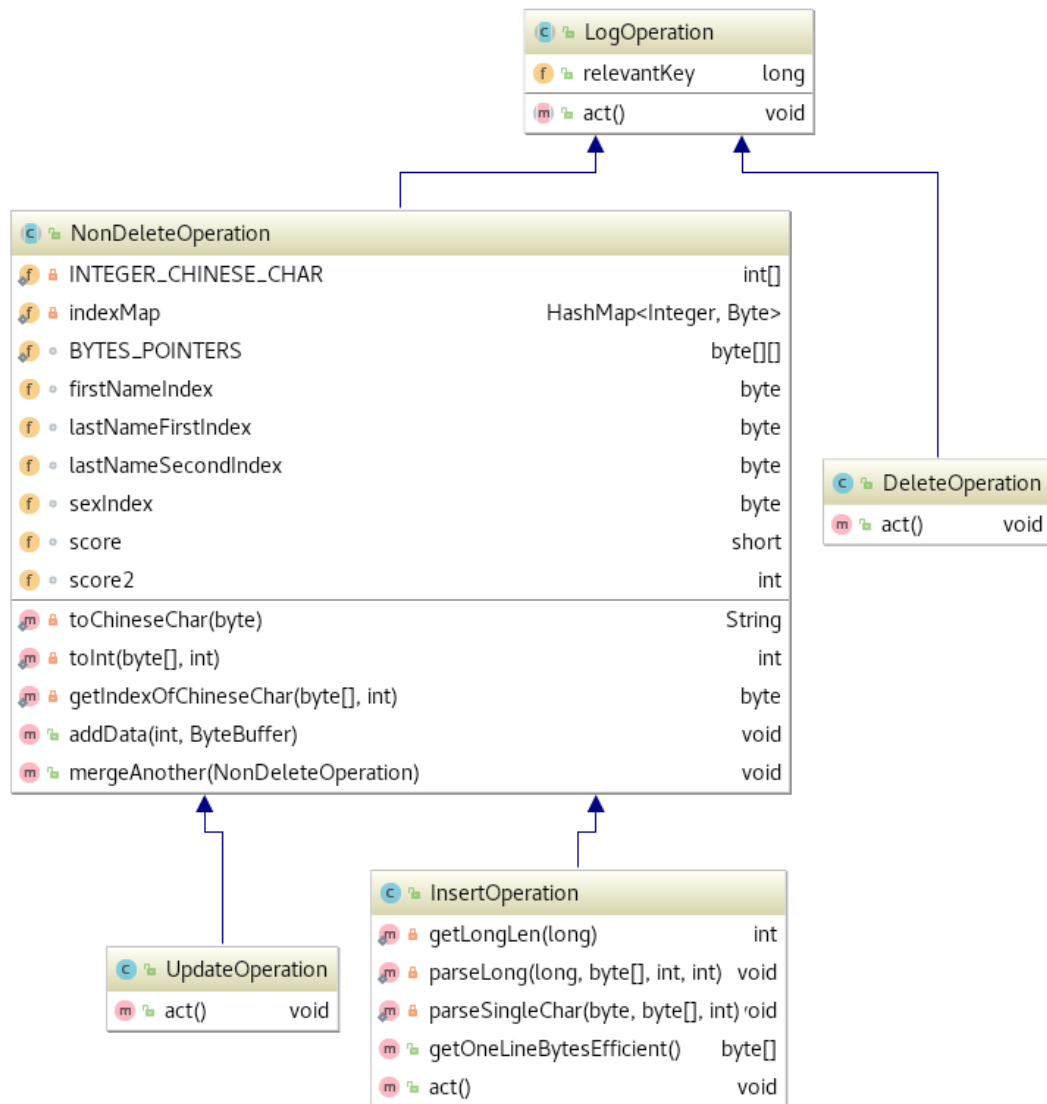 LogOperation
relevantKey long
act() void
NonDeleteOperation
INTEGER_CHINESE_CHAR int[]
indexMap HashMap<Integer, Byte>
BYTES_POINTERS byte[][]
firstNameIndex byte
lastNameFirstIndex byte
lastNameSecondIndex byte
sexIndex byte
score short
score2 int
toChineseChar(byte) String
toInt(byte[], int) int
getIndexOfChineseChar(byte[], int) byte
addData(int, ByteBuffer) void
mergeAnother(NonDeleteOperation) void
DeleteOperation
act() void
UpdateOperation
act() void
InsertOperation
getLongLen(long) int
parseLong(long, byte[], int, int) void
parseSingleChar(byte, byte[], int) void
getOneLineBytesEfficient() byte[]
act() void